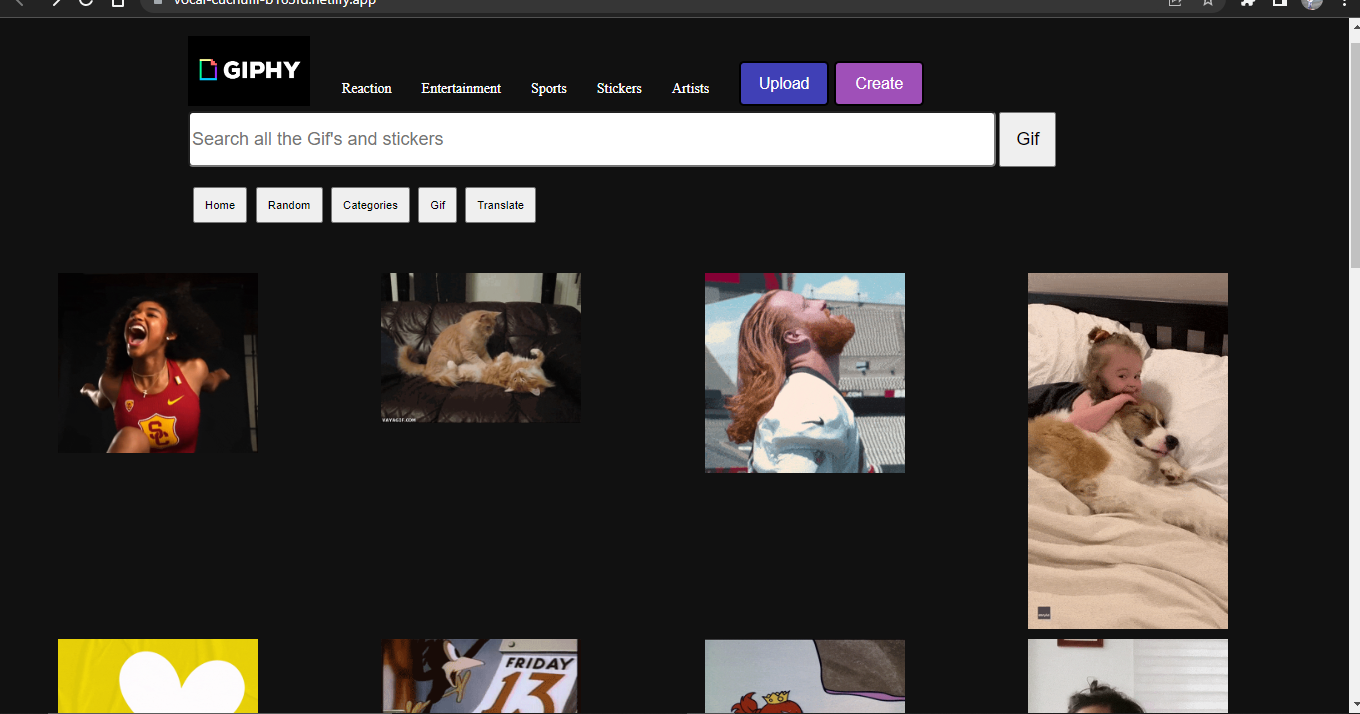 vocal-cuchufli-b165fd.netlify.app
GIPHY
Reaction Entertainment Sports Stickers Artists Upload Create
Search all the Gif's and stickers Gif
Home Random Categories Gif Translate
SC
VAYAGIF.COM
FRIDAY
13